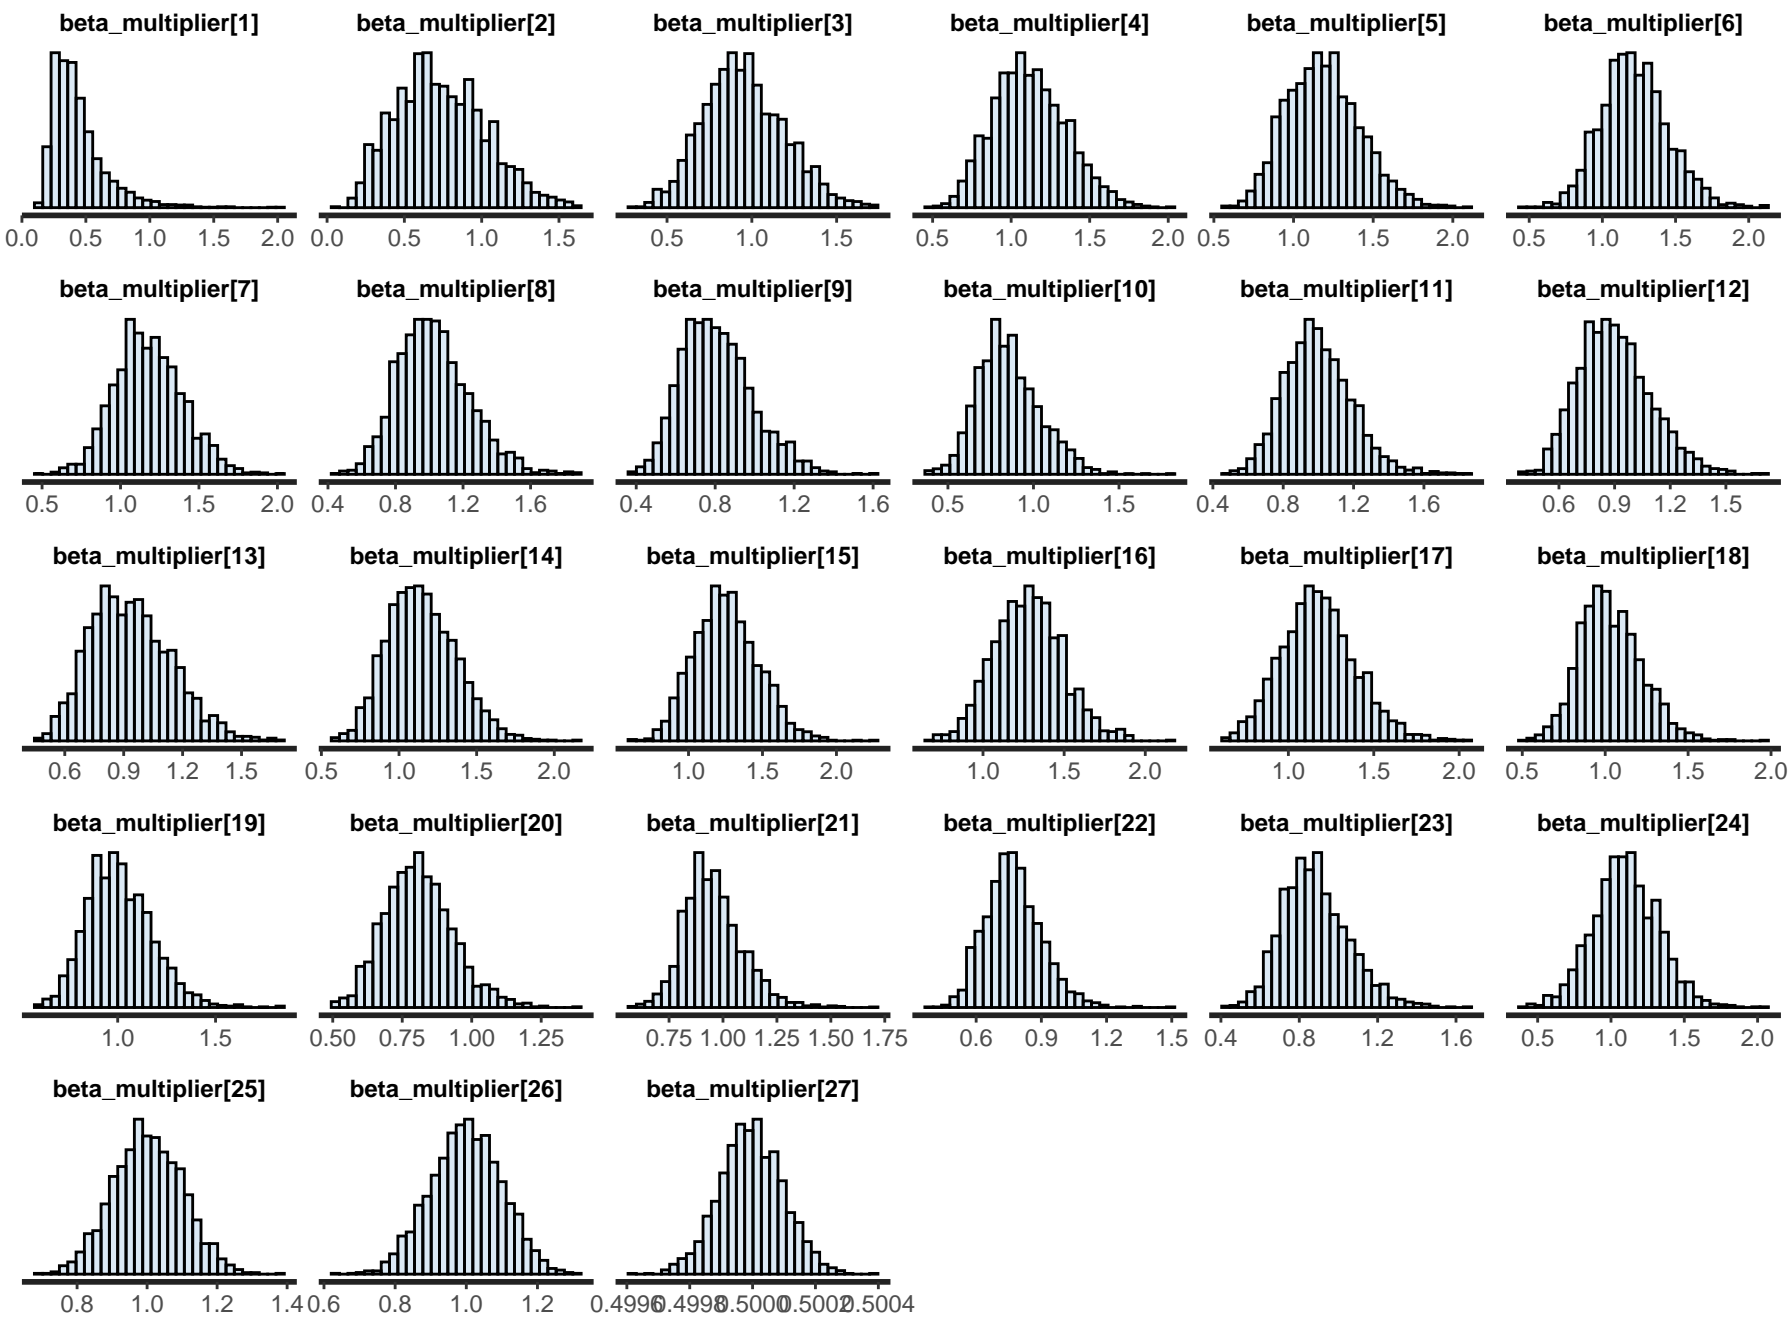 beta_multiplier[1] beta_multiplier[2] beta_multiplier[3] beta_multiplier[4] beta_multiplier[5] beta_multiplier[6]
0.0 0.5 1.0 1.5 2.0 0.0 0.5 1.0 1.5 0.5 1.0 1.5 0.5 1.0 1.5 2.0 0.5 1.0 1.5 2.0 0.5 1.0 1.5 2.0
beta_multiplier[7] beta_multiplier[8] beta_multiplier[9] beta_multiplier[10] beta_multiplier[11] beta_multiplier[12]
0.5 1.0 1.5 2.0 0.4 0.8 1.2 1.6 0.4 0.8 1.2 1.6 0.5 1.0 1.5 0.4 0.8 1.2 1.6 0.6 0.9 1.2 1.5
beta_multiplier[13] beta_multiplier[14] beta_multiplier[15] beta_multiplier[16] beta_multiplier[17] beta_multiplier[18]
0.6 0.9 1.2 1.5 0.5 1.0 1.5 2.0 1.0 1.5 2.0 1.0 1.5 2.0 1.0 1.5 2.0 0.5 1.0 1.5 2.0
beta_multiplier[19] beta_multiplier[20] beta_multiplier[21] beta_multiplier[22] beta_multiplier[23] beta_multiplier[24]
1.0 1.5 0.50 0.75 1.00 1.25 0.75 1.00 1.25 1.50 1.75 0.6 0.9 1.2 1.5 0.4 0.8 1.2 1.6 0.5 1.0 1.5 2.0
beta_multiplier[25] beta_multiplier[26] beta_multiplier[27]
0.8 1.0 1.2 1.4 0.6 0.8 1.0 1.2 0.4996 0.4998 0.5000 0.5002 0.5004